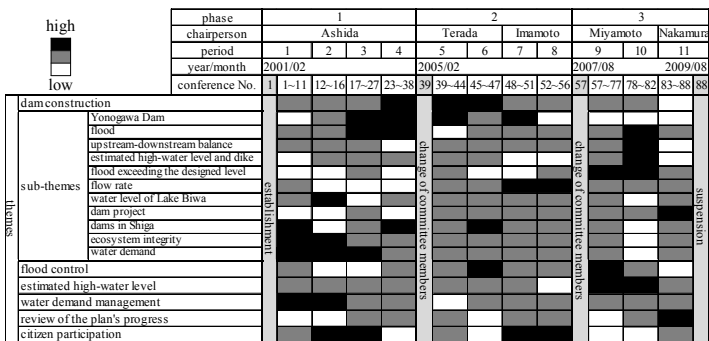 high
low
phase 1 2 3
chairperson Ashida Terada Imamoto Miyamoto Nakamura
period 1 2 3 4 5 6 7 8 9 10 11
year/month 2001/02 2005/02 2007/08 2009/08
conference No. 1 1~11 12~16 17~27 23~38 39 39~44 45~47 48~51 52~56 57 57~77 78~82 83~88 88
themes
dam construction
sub-themes
Yonogawa Dam
flood
upstream-downstream balance
estimated high-water level and dike
flood exceeding the designed level
flow rate
water level of Lake Biwa
dam project
dams in Shiga
ecosystem integrity
water demand
flood control
estimated high-water level
water demand management
review of the plan's progress
citizen participation
establishment
change of committee members
change of committee members
suspension